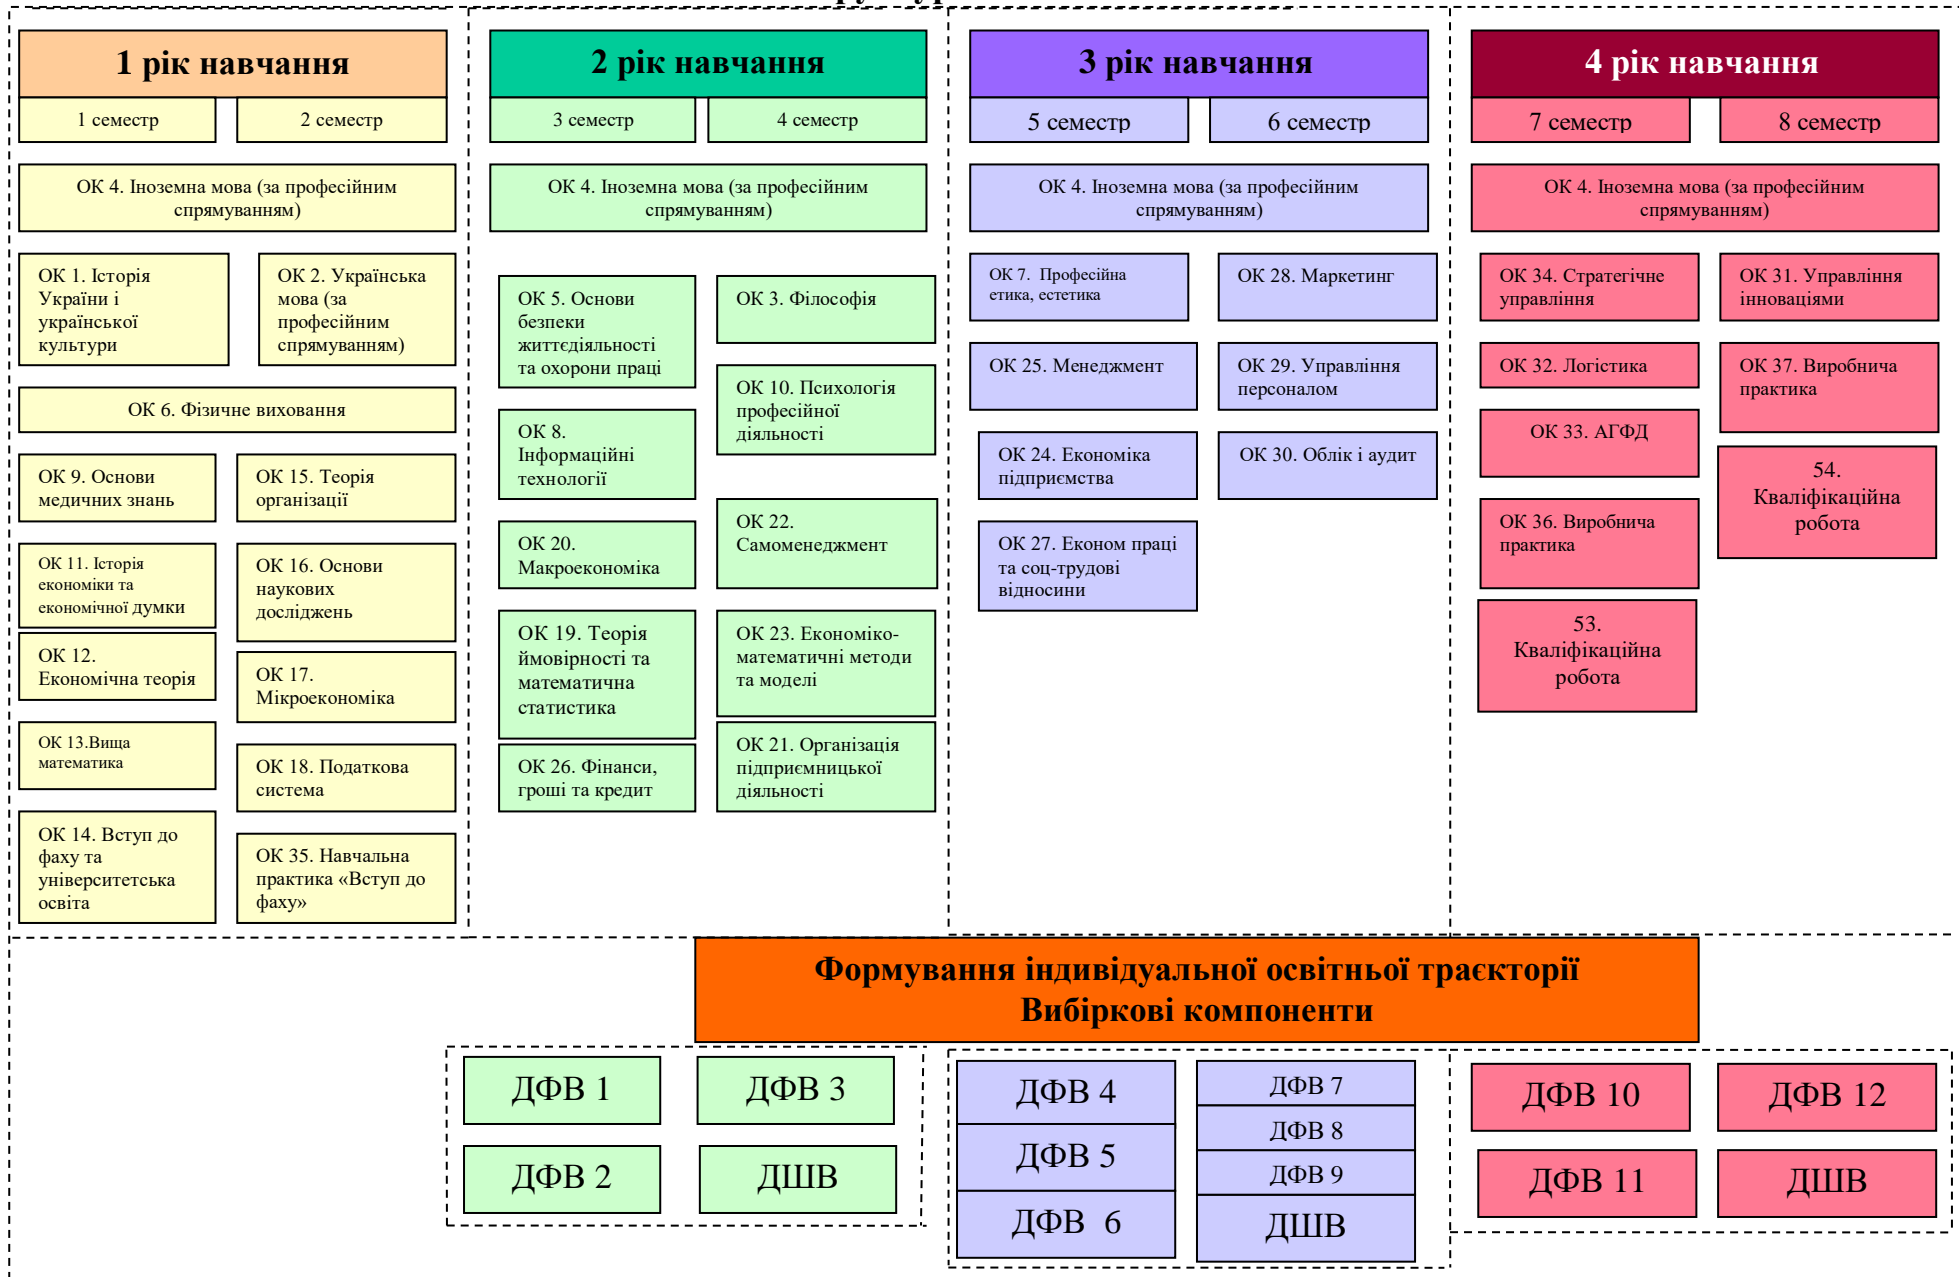 1 рік навчання
2 рік навчання
3 рік навчання
4 рік навчання
1 семестр
2 семестр
3 семестр
4 семестр
5 семестр
6 семестр
7 семестр
8 семестр
ОК 4. Іноземна мова (за професійним
спрямуванням)
ОК 1. Історія
України і
української
культури
ОК 2. Українська
мова (за
професійним
спрямуванням)
ОК 6. Фізичне виховання
ОК 9. Основи
медичних знань
ОК 15. Теорія
організації
ОК 11. Історія
економіки та
економічної думки
ОК 16. Основи
наукових
досліджень
ОК 12.
Економічна теорія
ОК 17.
Мікроекономіка
ОК 13.Вища
математика
ОК 18. Податкова
система
ОК 14. Вступ до
фаху та
університетська
освіта
ОК 35. Навчальна
практика «Вступ до
фаху»
ОК 4. Іноземна мова (за професійним
спрямуванням)
ОК 5. Основи
безпеки
життєдіяльності
та охорони праці
ОК 3. Філософія
ОК 10. Психологія
професійної
діяльності
ОК 8.
Інформаційні
технології
ОК 22.
Самоменеджмент
ОК 20.
Макроекономіка
ОК 19. Теорія
ймовірності та
математична
статистика
ОК 23. Економіко-
математичні методи
та моделі
ОК 26. Фінанси,
гроші та кредит
ОК 21. Організація
підприємницької
діяльності
ОК 4. Іноземна мова (за професійним
спрямуванням)
ОК 7. Професійна
етика, естетика
ОК 28. Маркетинг
ОК 25. Менеджмент
ОК 29. Управління
персоналом
ОК 24. Економіка
підприємства
ОК 30. Облік і аудит
ОК 27. Економ праці
та соц-трудові
відносини
ОК 4. Іноземна мова (за професійним
спрямуванням)
ОК 34. Стратегічне
управління
ОК 31. Управління
інноваціями
ОК 32. Логістика
ОК 37. Виробнича
практика
ОК 33. АГФД
54.
Кваліфікаційна
робота
ОК 36. Виробнича
практика
53.
Кваліфікаційна
робота
Формування індивідуальної освітньої траєкторії
Вибіркові компоненти
ДФВ 1
ДФВ 3
ДФВ 2
ДШВ
ДФВ 4
ДФВ 5
ДФВ 6
ДФВ 7
ДФВ 8
ДФВ 9
ДШВ
ДФВ 10
ДФВ 12
ДФВ 11
ДШВ